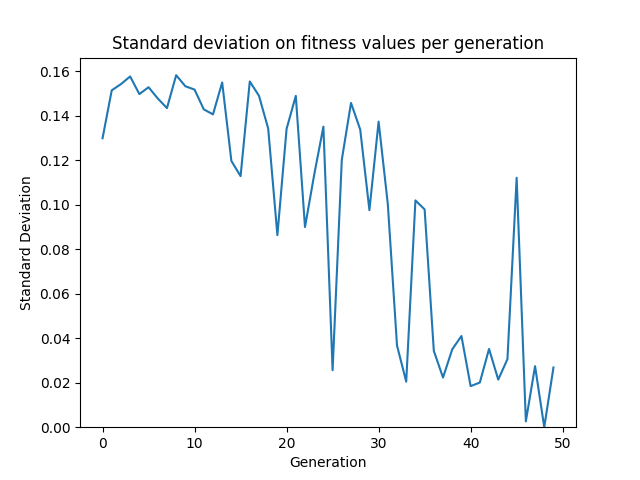 Standard deviation on fitness values per generation
0.16
0.14
0.12
0.10
0.08
0.06
0.04
0.02
0.00
Standard Deviation
0 10 20 30 40 50
Generation